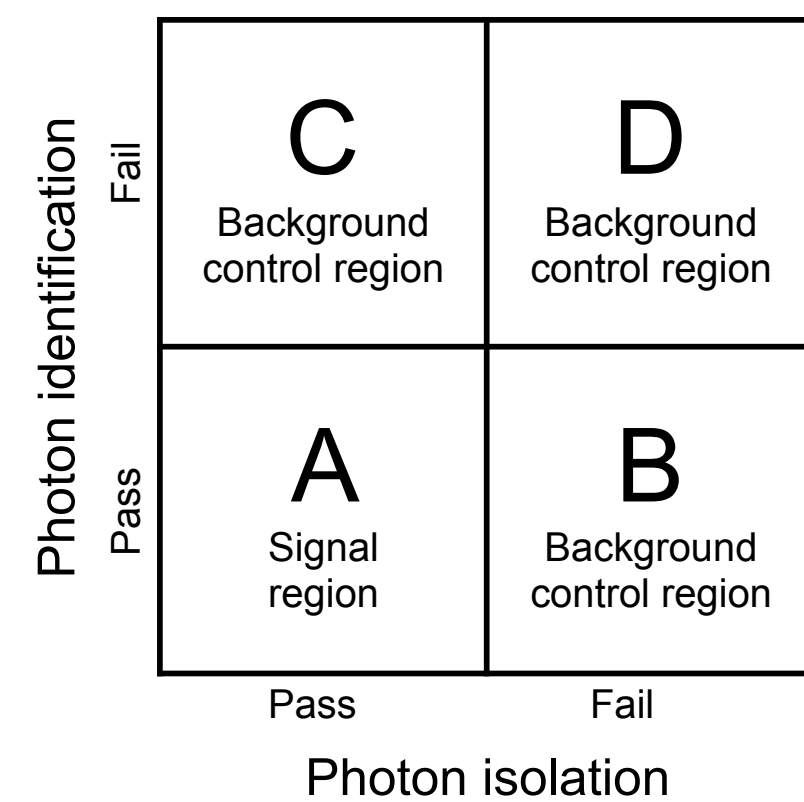 Photon identification
Fail
C
Background
control region
D
Background
control region
Pass
A
Signal
region
B
Background
control region
Pass
Fail
Photon isolation